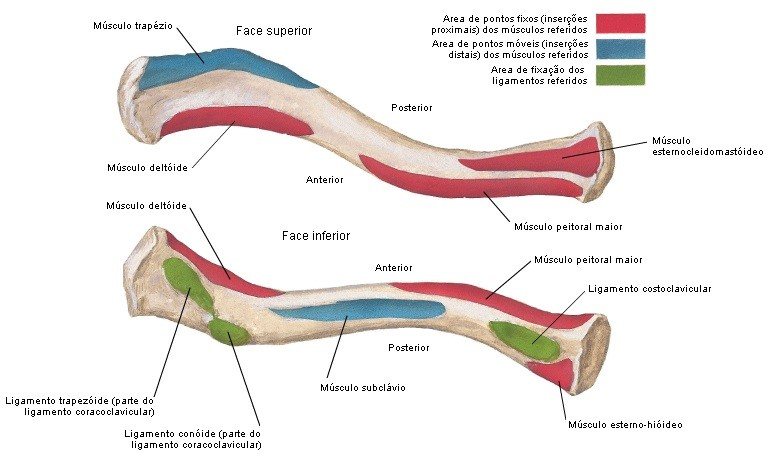 Músculo trapézio
Face superior
Area de pontos fixos (inserções
proximais) dos músculos referidos
Area de pontos móveis (inserções
distais) dos músculos referidos
Area de fixação dos
ligamentos referidos
Posterior
Músculo
esternocleidomastóideo
Músculo deltóide
Anterior
Músculo peitoral maior
Músculo deltóide
Face inferior
Anterior
Músculo peitoral maior
Ligamento costoclavicular
Posterior
Músculo subclávio
Ligamento trapezóide (parte do
ligamento coracoclavicular)
Ligamento conóide (parte do
ligamento coracoclavicular)
Músculo esterno-hióideo